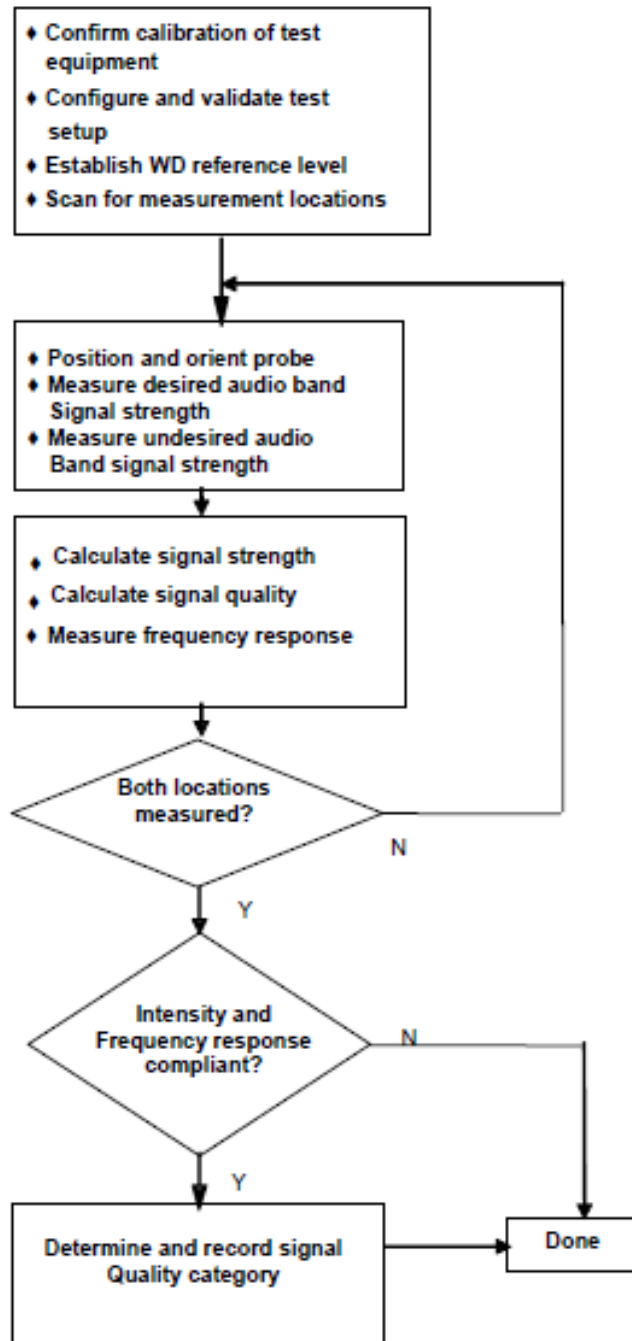 ♦ Confirm calibration of test
equipment
♦ Configure and validate test
setup
♦ Establish WD reference level
♦ Scan for measurement locations
♦ Position and orient probe
♦ Measure desired audio band
Signal strength
♦ Measure undesired audio
Band signal strength
♦ Calculate signal strength
♦ Calculate signal quality
♦ Measure frequency response
Both locations
measured?
N
Y
Intensity and
Frequency response
compliant?
N
Y
Determine and record signal
Quality category
Done